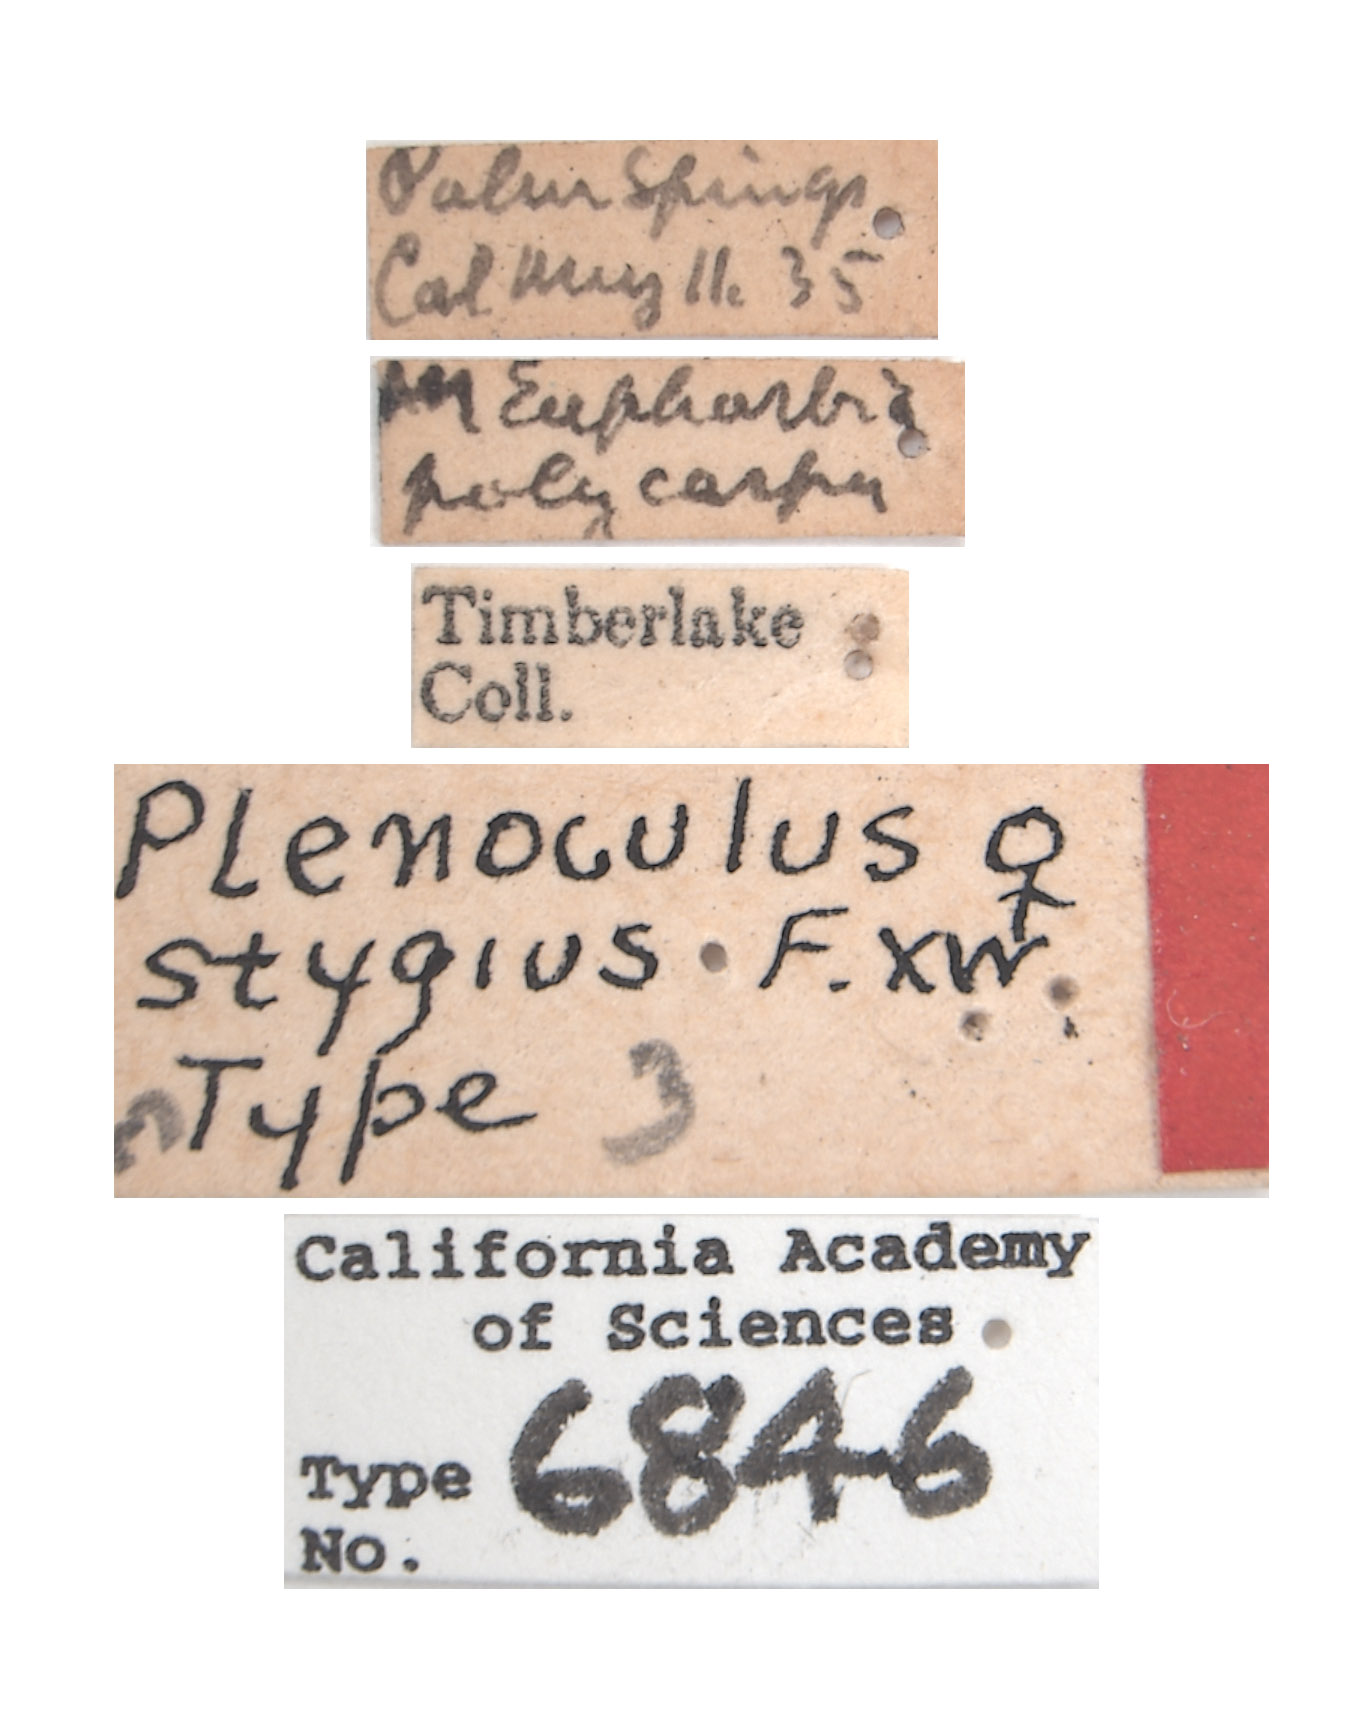 Palm Springs
Cal May 11. 35
on Euphorbia
polycarpa
Timberlake
Coll.
Plenoculus ♀
stygius. F.XW.
Type 3
California Academy
of Sciences
Type 6846
No.